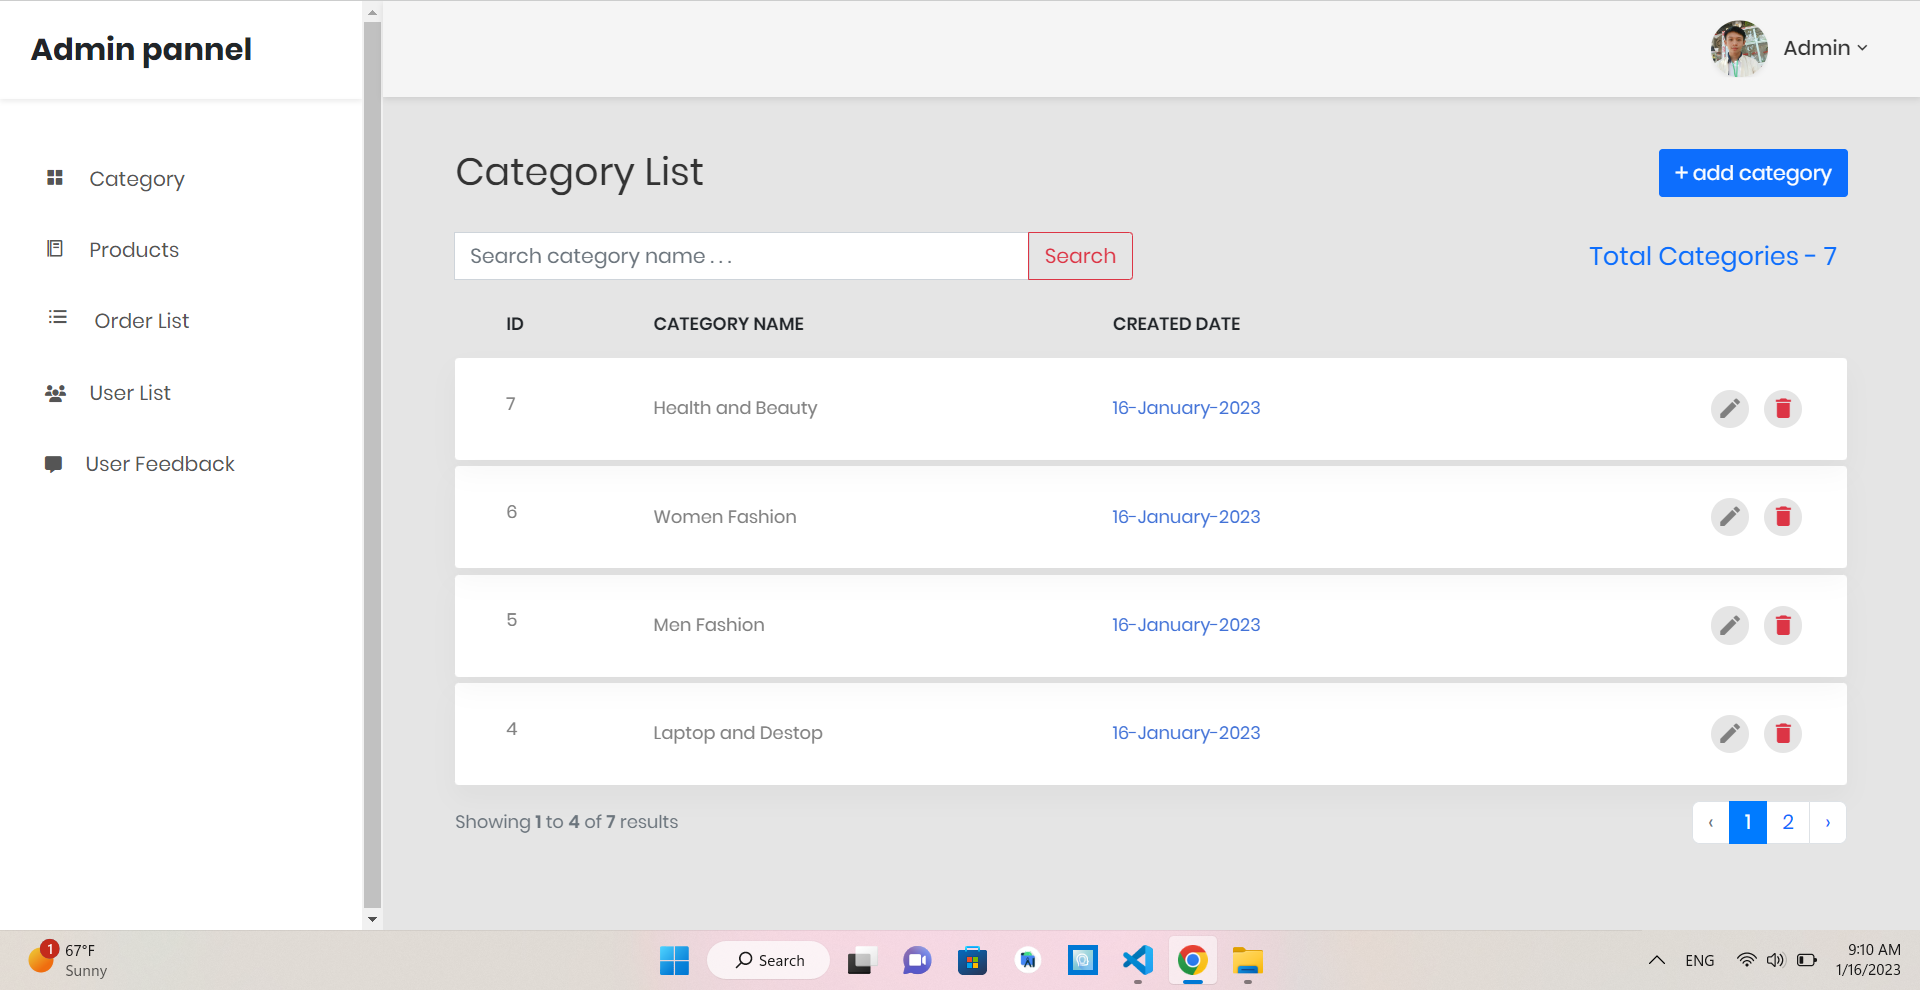 Admin pannel
Admin
Category
Products
Order List
User List
User Feedback
Category List
+ add category
Search category name . . .
Search
Total Categories - 7
ID CATEGORY NAME CREATED DATE
7 Health and Beauty 16-January-2023
6 Women Fashion 16-January-2023
5 Men Fashion 16-January-2023
4 Laptop and Destop 16-January-2023
Showing 1 to 4 of 7 results
‹ 1 2 ›
1
67°F
Sunny
Search
ENG
9:10 AM
1/16/2023